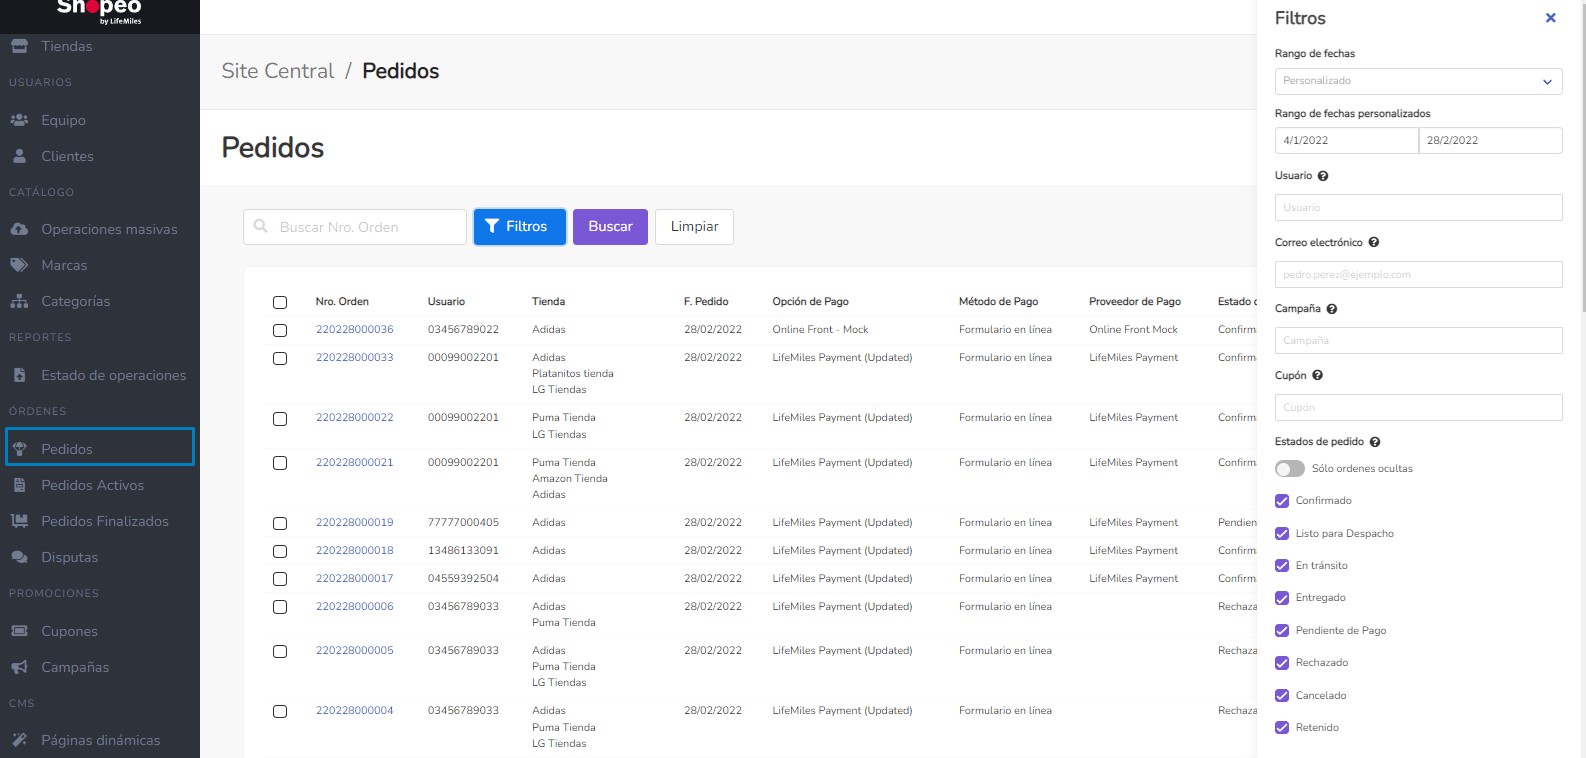 Shopeo
by LifeMiles
Tiendas
USUARIOS
Equipo
Clientes
CATÁLOGO
Operaciones masivas
Marcas
Categorías
REPORTES
Estado de operaciones
ÓRDENES
Pedidos
Pedidos Activos
Pedidos Finalizados
Disputas
PROMOCIONES
Cupones
Campañas
CMS
Páginas dinámicas
Site Central / Pedidos
Pedidos
Buscar Nro. Orden Filtros Buscar Limpiar
Nro. Orden Usuario Tienda F. Pedido Opción de Pago Método de Pago Proveedor de Pago Estado
220228000036 03456789022 Adidas 28/02/2022 Online Front - Mock Formulario en línea Online Front Mock Confirm
220228000033 00099002201 Adidas 28/02/2022 LifeMiles Payment (Updated) Formulario en línea LifeMiles Payment Confirm
Platanitos tienda
LG Tiendas
220228000022 00099002201 Puma Tienda 28/02/2022 LifeMiles Payment (Updated) Formulario en línea LifeMiles Payment Confirm
LG Tiendas
220228000021 00099002201 Puma Tienda 28/02/2022 LifeMiles Payment (Updated) Formulario en línea LifeMiles Payment Confirm
Amazon Tienda
Adidas
220228000019 77777000405 Adidas 28/02/2022 LifeMiles Payment (Updated) Formulario en línea LifeMiles Payment Pendien
220228000018 13486133091 Adidas 28/02/2022 LifeMiles Payment (Updated) Formulario en línea LifeMiles Payment Confirm
220228000017 04559392504 Adidas 28/02/2022 LifeMiles Payment (Updated) Formulario en línea LifeMiles Payment Confirm
220228000006 03456789033 Adidas 28/02/2022 LifeMiles Payment (Updated) Formulario en línea Rechaza
Puma Tienda
220228000005 03456789033 Adidas 28/02/2022 LifeMiles Payment (Updated) Formulario en línea Rechaza
Puma Tienda
LG Tiendas
220228000004 03456789033 Adidas 28/02/2022 LifeMiles Payment (Updated) Formulario en línea Rechaza
Puma Tienda
LG Tiendas
Filtros
Rango de fechas
Personalizado
Rango de fechas personalizados
4/1/2022 28/2/2022
Usuario
Usuario
Correo electrónico
pedro.perez@ejemplo.com
Campaña
Campaña
Cupón
Cupón
Estados de pedido
Sólo ordenes ocultas
Confirmado
Listo para Despacho
En tránsito
Entregado
Pendiente de Pago
Rechazado
Cancelado
Retenido